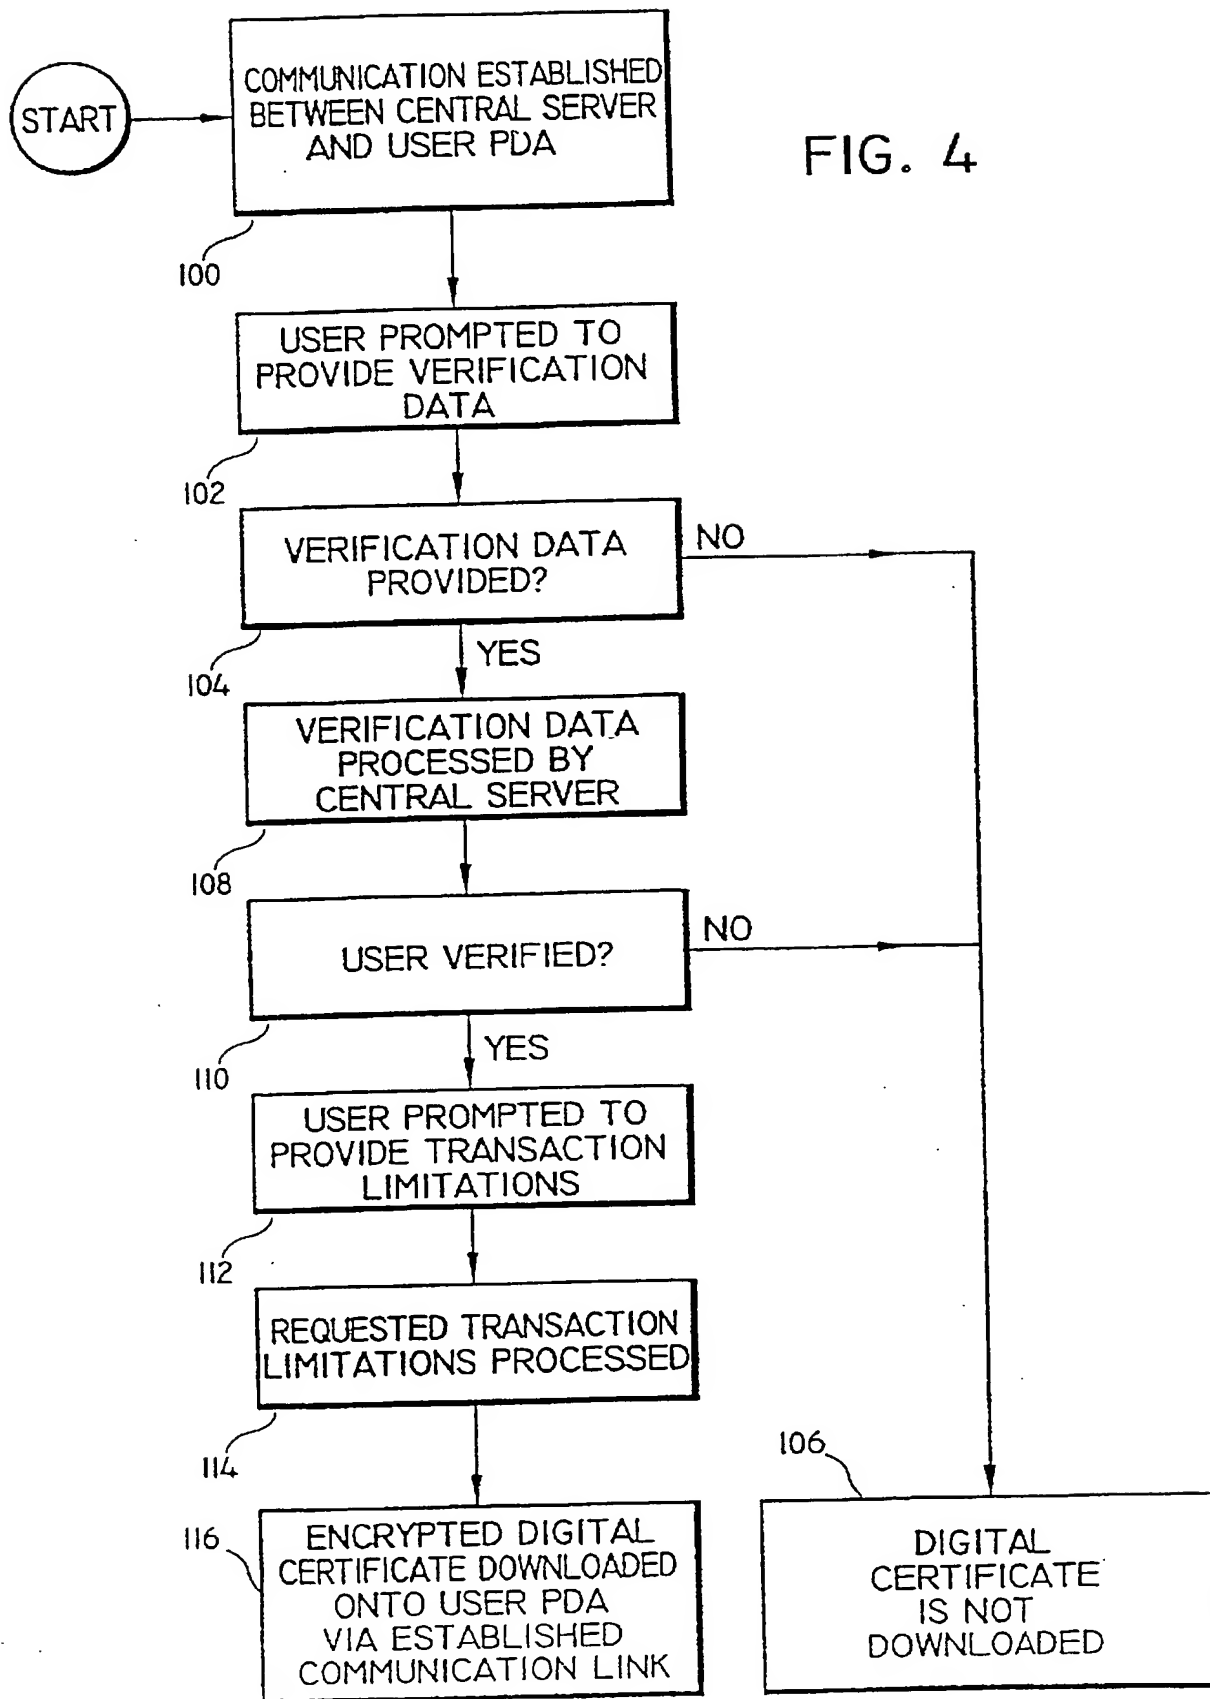 START
COMMUNICATION ESTABLISHED
BETWEEN CENTRAL SERVER
AND USER PDA
FIG. 4
100
USER PROMPTED TO
PROVIDE VERIFICATION
DATA
102
VERIFICATION DATA
PROVIDED?
NO
104
YES
VERIFICATION DATA
PROCESSED BY
CENTRAL SERVER
108
USER VERIFIED?
NO
110
YES
USER PROMPTED TO
PROVIDE TRANSACTION
LIMITATIONS
112
REQUESTED TRANSACTION
LIMITATIONS PROCESSED
114
106
116
ENCRYPTED DIGITAL
CERTIFICATE DOWNLOADED
ONTO USER PDA
VIA ESTABLISHED
COMMUNICATION LINK
DIGITAL
CERTIFICATE
IS NOT
DOWNLOADED